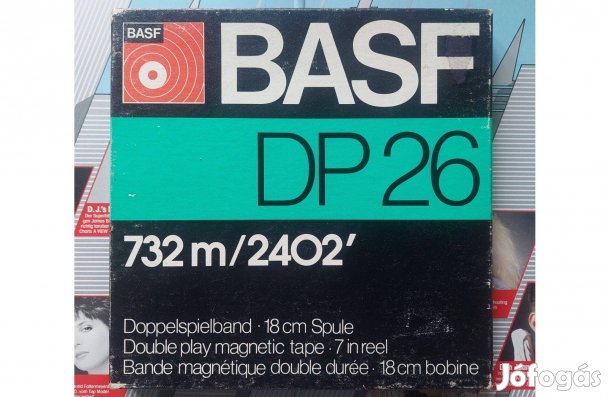 BASF
BASF
DP 26
732 m/2402'
Doppelspielband · 18 cm Spule
Double play magnetic tape · 7 in reel
Bande magnétique double durée · 18 cm bobine
D.J.'s
Jófogás